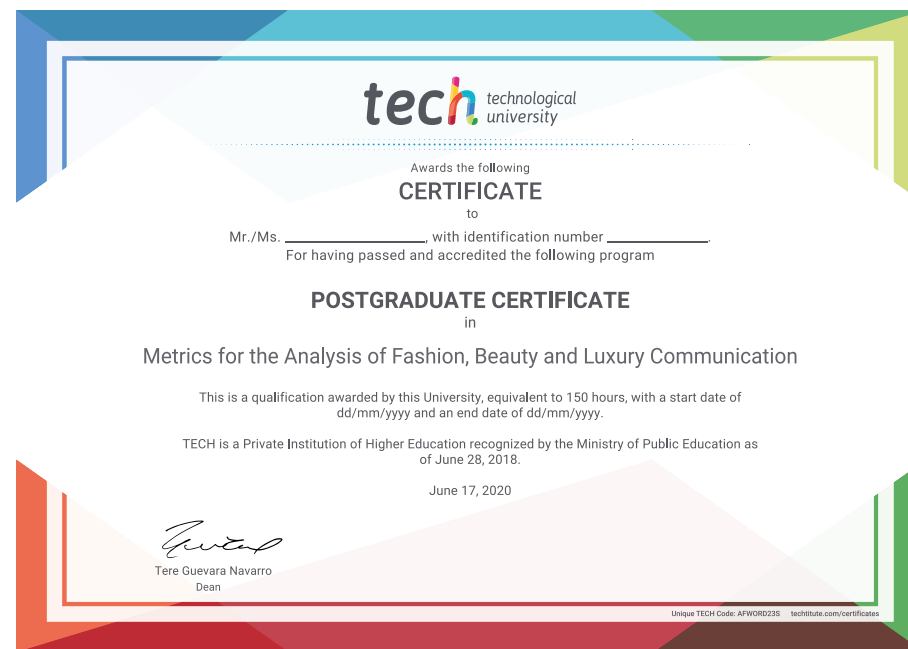 tech technological
university
Awards the following
CERTIFICATE
to
Mr./Ms. ____________, with identification number ____________.
For having passed and accredited the following program
POSTGRADUATE CERTIFICATE
in
Metrics for the Analysis of Fashion, Beauty and Luxury Communication
This is a qualification awarded by this University, equivalent to 150 hours, with a start date of
dd/mm/yyyy and an end date of dd/mm/yyyy.
TECH is a Private Institution of Higher Education recognized by the Ministry of Public Education as
of June 28, 2018.
June 17, 2020
Tere Guevara Navarro
Dean
Unique TECH Code: AFWORD23S techtitute.com/certificates